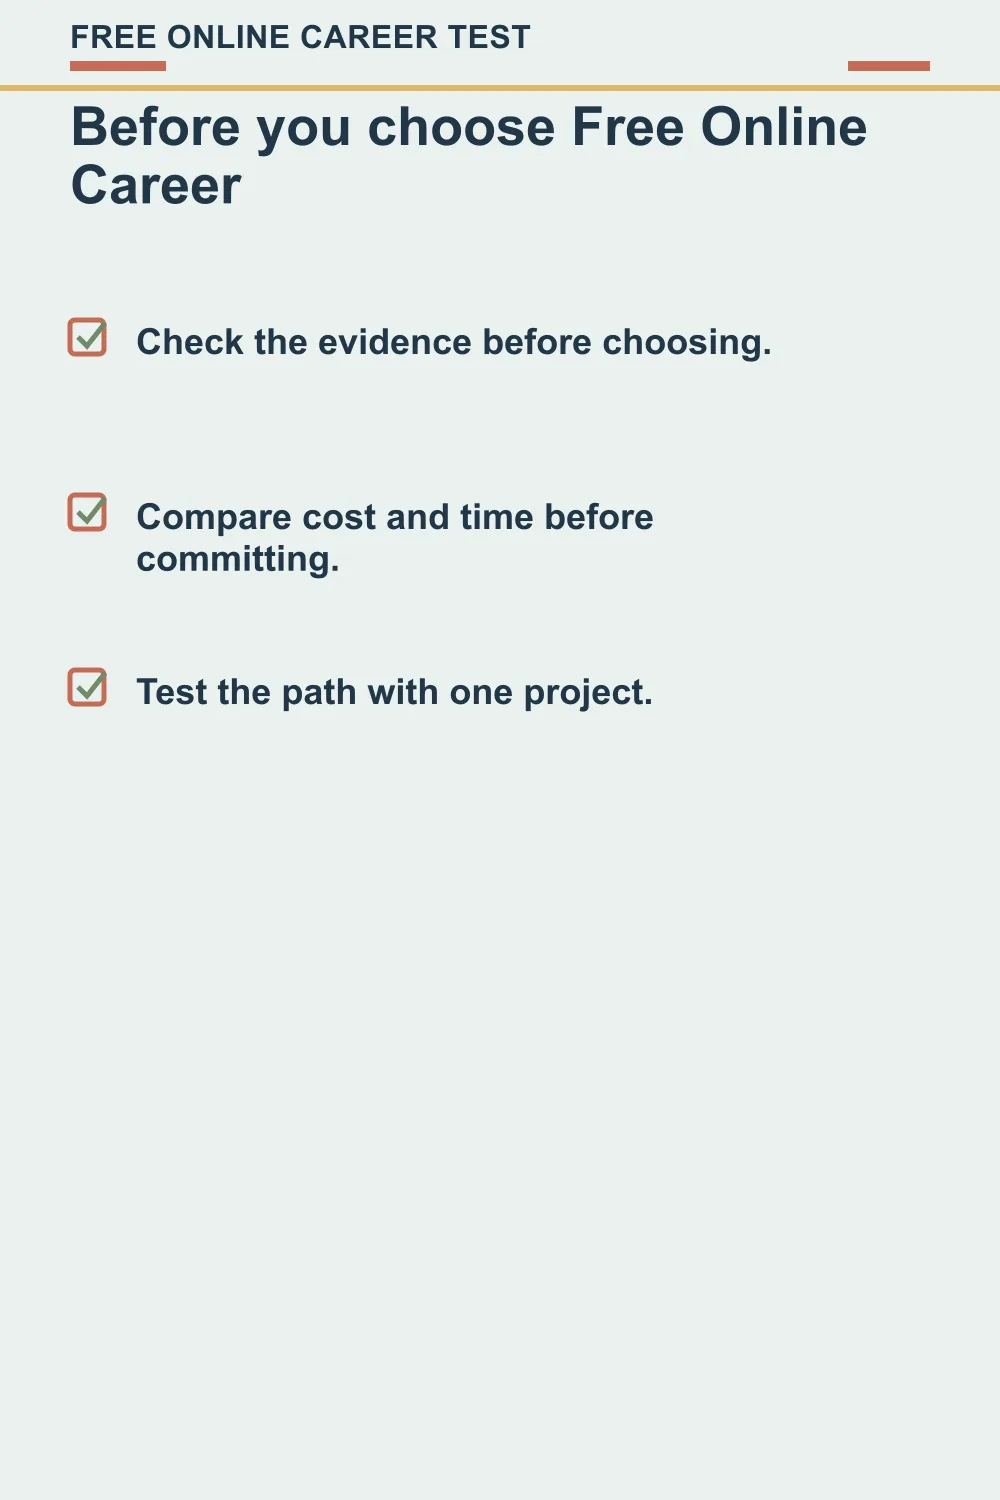 FREE ONLINE CAREER TEST
Before you choose Free Online
Career
Check the evidence before choosing.
Compare cost and time before
committing.
Test the path with one project.